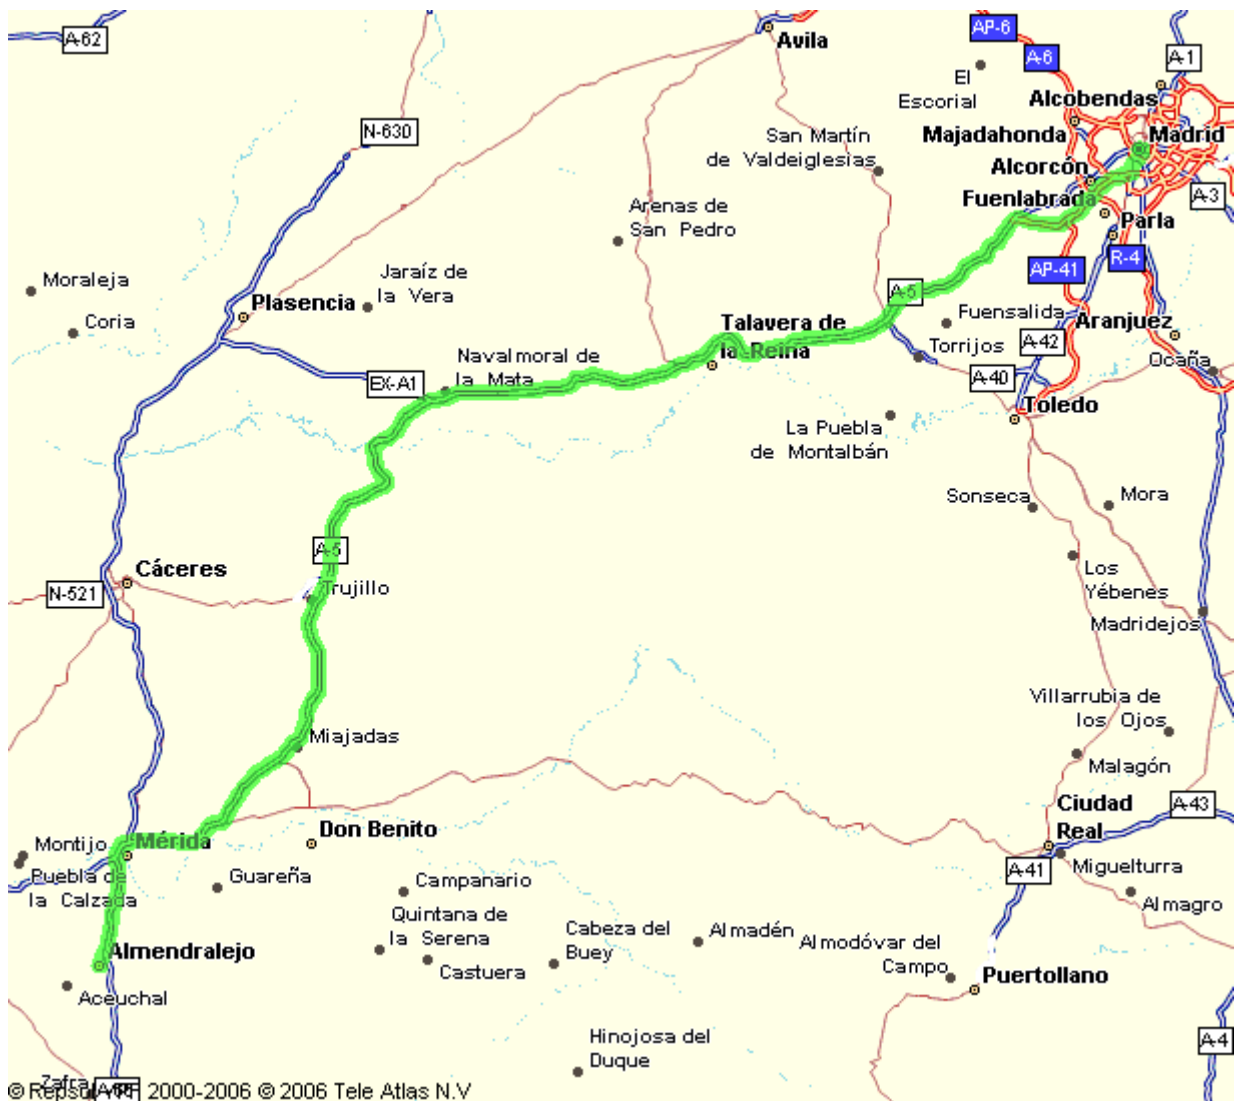 A-62
Avila
AP-6
A-6
A-1
El
Escorial
Alcobendas
N-630
San Martín
de Valdeiglesias
Majadahonda
Madrid
Alcorcón
Fuenlabrada
A-3
Arenas de
San Pedro
Parla
Moraleja
Jaraíz de
la Vera
AP-41
R-4
Plasencia
A-5
Coria
Talavera de
la Reina
Fuensalida
Aranjuez
A-42
Navalmoral de
la Mata
Torrijos
Ocaña
EX-A1
A-40
Toledo
La Puebla
de Montalbán
Sonseca
Mora
A-5
Cáceres
Trujillo
N-521
Los
Yébenes
Madridejos
Villarrubia de
los Ojos
Miajadas
Malagón
Ciudad
Real
A-43
Don Benito
Montijo
Mérida
Miguelturra
Puebla de
la Calzada
Guareña
Campanario
A-41
Almagro
Quintana de
la Serena
Cabeza del
Buey
Almadén
Almodóvar del
Campo
Almendralejo
Castuera
Puertollano
Aceuchal
Hinojosa del
Duque
A-4
Zafra
2000-2006 © 2006 Tele Atlas N.V